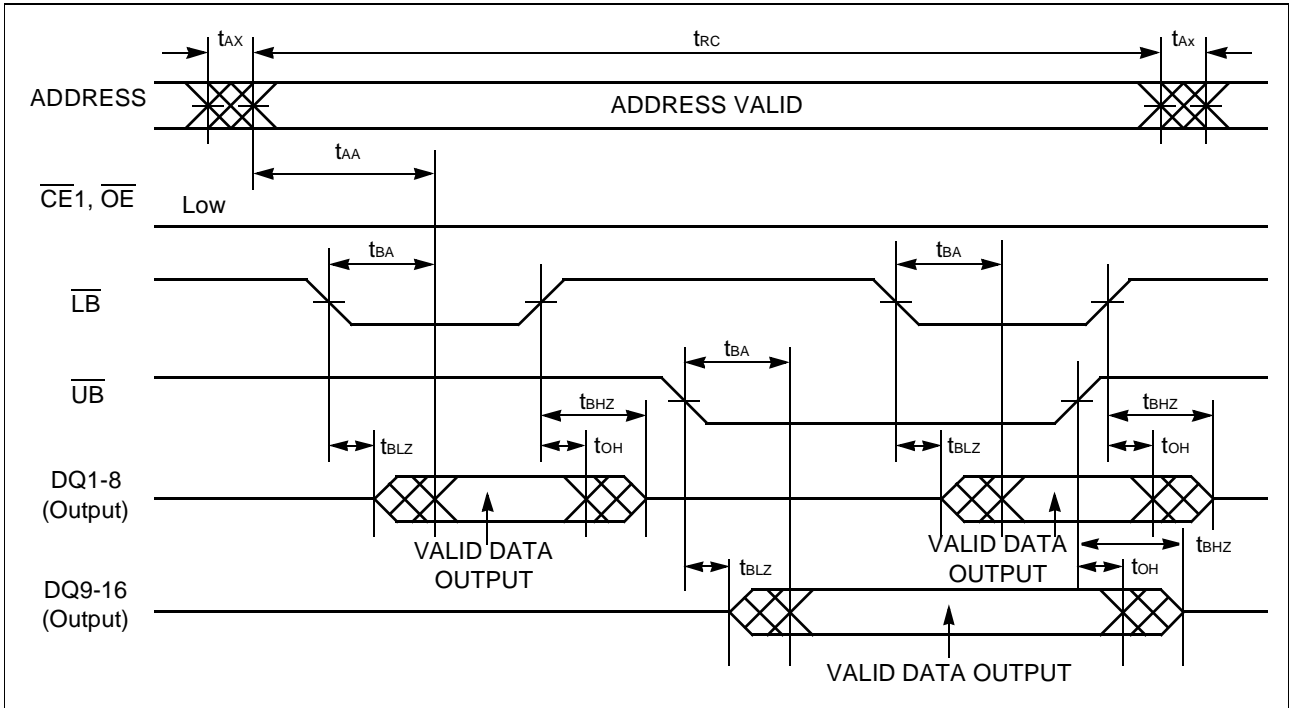 tAX tRC tAx
ADDRESS ADDRESS VALID
tAA
CE1, OE Low
tBA tBA
LB
tBA
UB
tBHZ tBHZ
tBLZ tOH tBLZ tOH
DQ1-8
(Output)
VALID DATA
OUTPUT
VALID DATA
OUTPUT
tBHZ
tBLZ tOH
DQ9-16
(Output)
VALID DATA OUTPUT